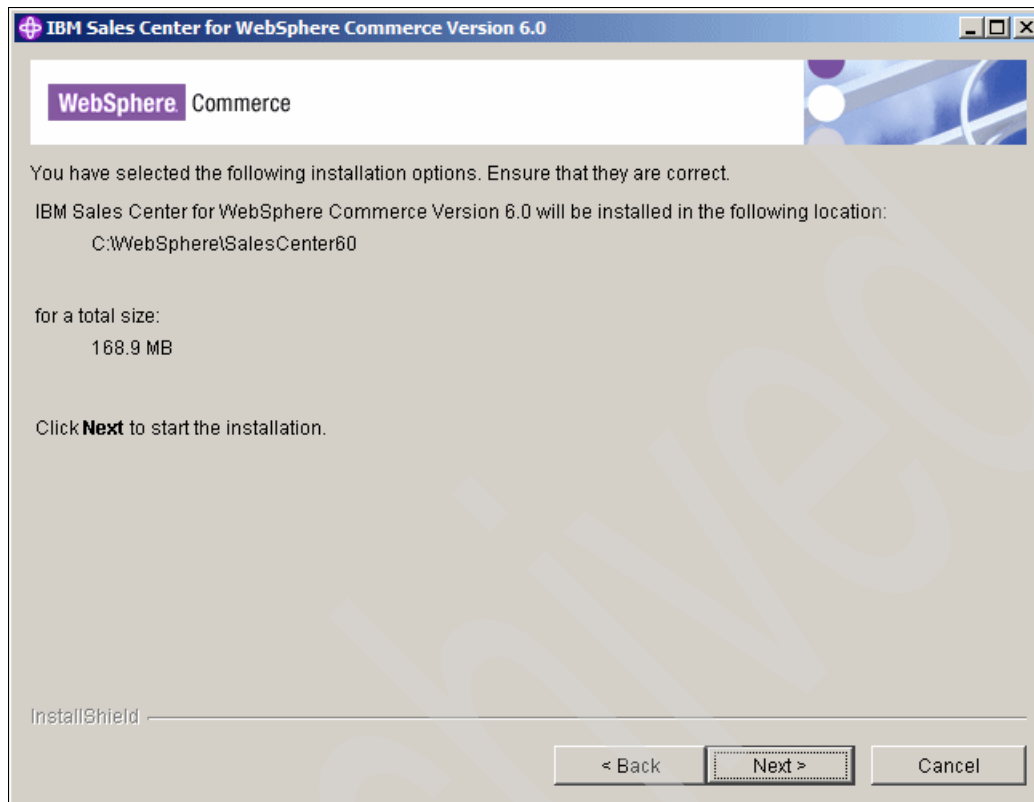 IBM Sales Center for WebSphere Commerce Version 6.0
WebSphere. Commerce
You have selected the following installation options. Ensure that they are correct.
IBM Sales Center for WebSphere Commerce Version 6.0 will be installed in the following location:
C:\WebSphere\SalesCenter60
for a total size:
168.9 MB
Click Next to start the installation.
InstallShield
< Back Next > Cancel